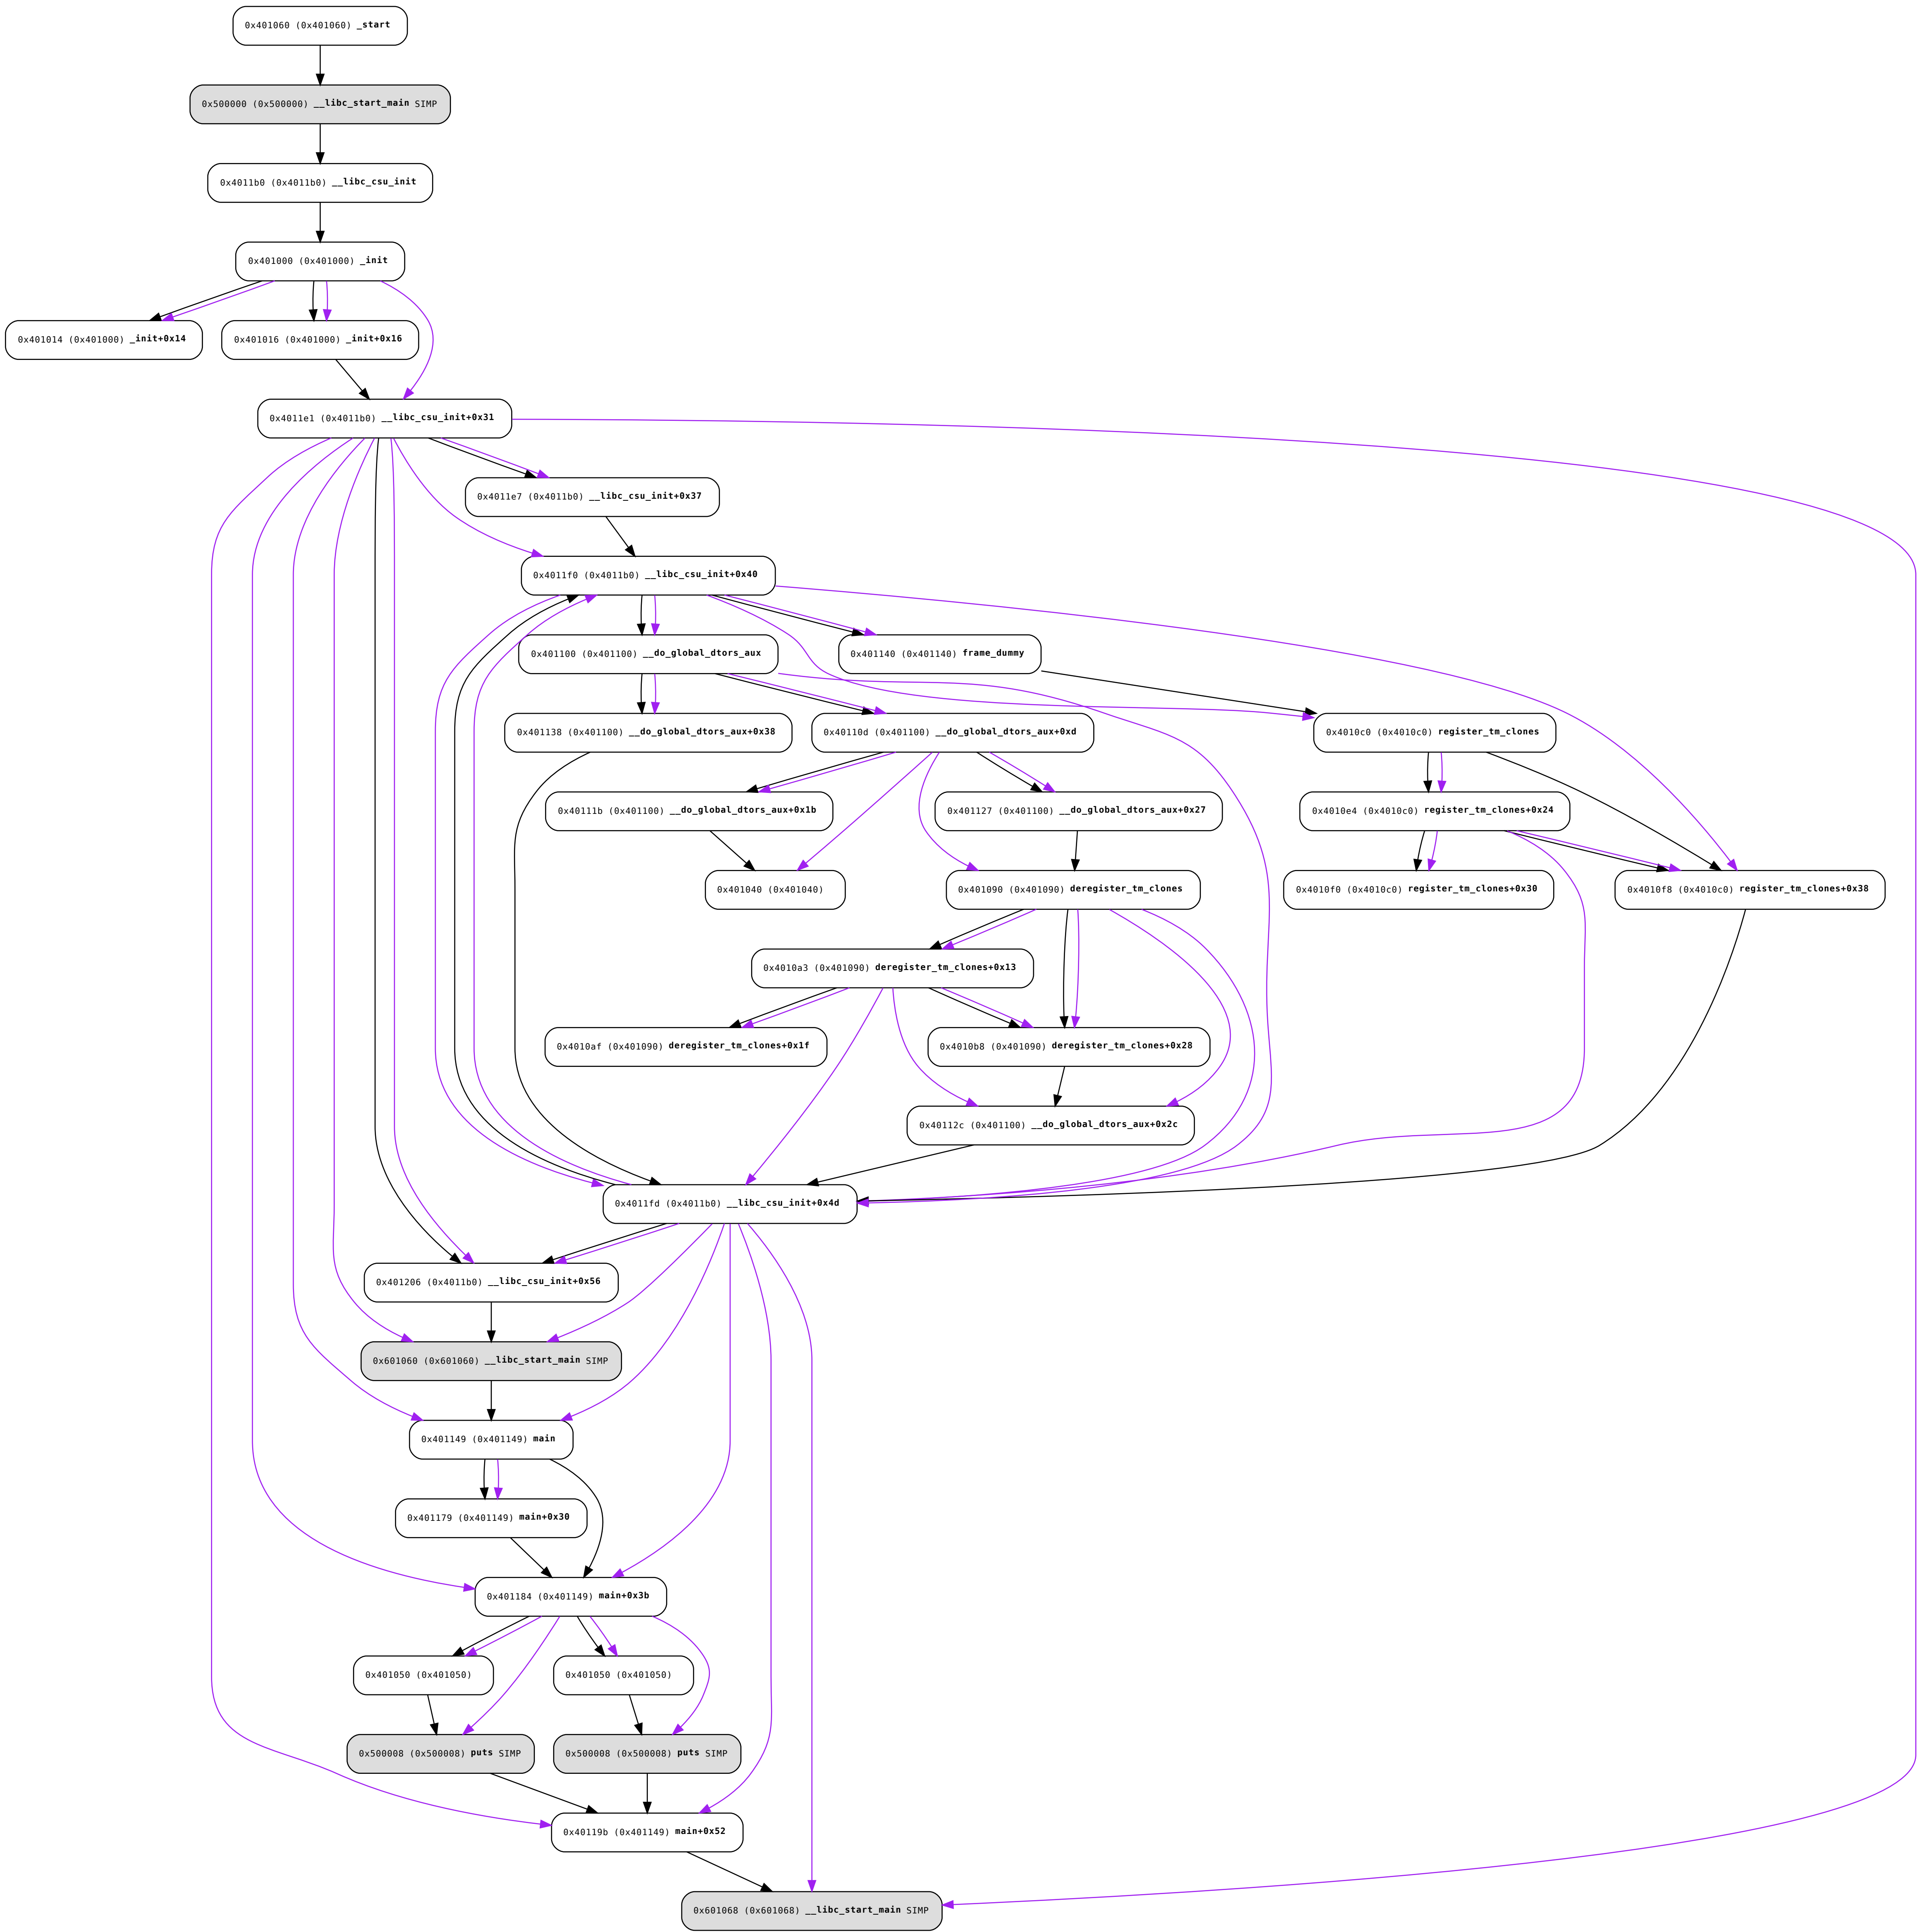 0x401060 (0x401060) _start
0x500000 (0x500000) __libc_start_main SIMP
0x4011b0 (0x4011b0) __libc_csu_init
0x401000 (0x401000) _init
0x401014 (0x401000) _init+0x14
0x401016 (0x401000) _init+0x16
0x4011e1 (0x4011b0) __libc_csu_init+0x31
0x4011e7 (0x4011b0) __libc_csu_init+0x37
0x4011f0 (0x4011b0) __libc_csu_init+0x40
0x401100 (0x401100) __do_global_dtors_aux
0x401140 (0x401140) frame_dummy
0x401138 (0x401100) __do_global_dtors_aux+0x38
0x40110d (0x401100) __do_global_dtors_aux+0xd
0x4010c0 (0x4010c0) register_tm_clones
0x40111b (0x401100) __do_global_dtors_aux+0x1b
0x401127 (0x401100) __do_global_dtors_aux+0x27
0x4010e4 (0x4010c0) register_tm_clones+0x24
0x401040 (0x401040)
0x401090 (0x401090) deregister_tm_clones
0x4010f0 (0x4010c0) register_tm_clones+0x30
0x4010f8 (0x4010c0) register_tm_clones+0x38
0x4010a3 (0x401090) deregister_tm_clones+0x13
0x4010af (0x401090) deregister_tm_clones+0x1f
0x4010b8 (0x401090) deregister_tm_clones+0x28
0x40112c (0x401100) __do_global_dtors_aux+0x2c
0x4011fd (0x4011b0) __libc_csu_init+0x4d
0x401206 (0x4011b0) __libc_csu_init+0x56
0x601060 (0x601060) __libc_start_main SIMP
0x401149 (0x401149) main
0x401179 (0x401149) main+0x30
0x401184 (0x401149) main+0x3b
0x401050 (0x401050)
0x401050 (0x401050)
0x500008 (0x500008) puts SIMP
0x500008 (0x500008) puts SIMP
0x40119b (0x401149) main+0x52
0x601068 (0x601068) __libc_start_main SIMP